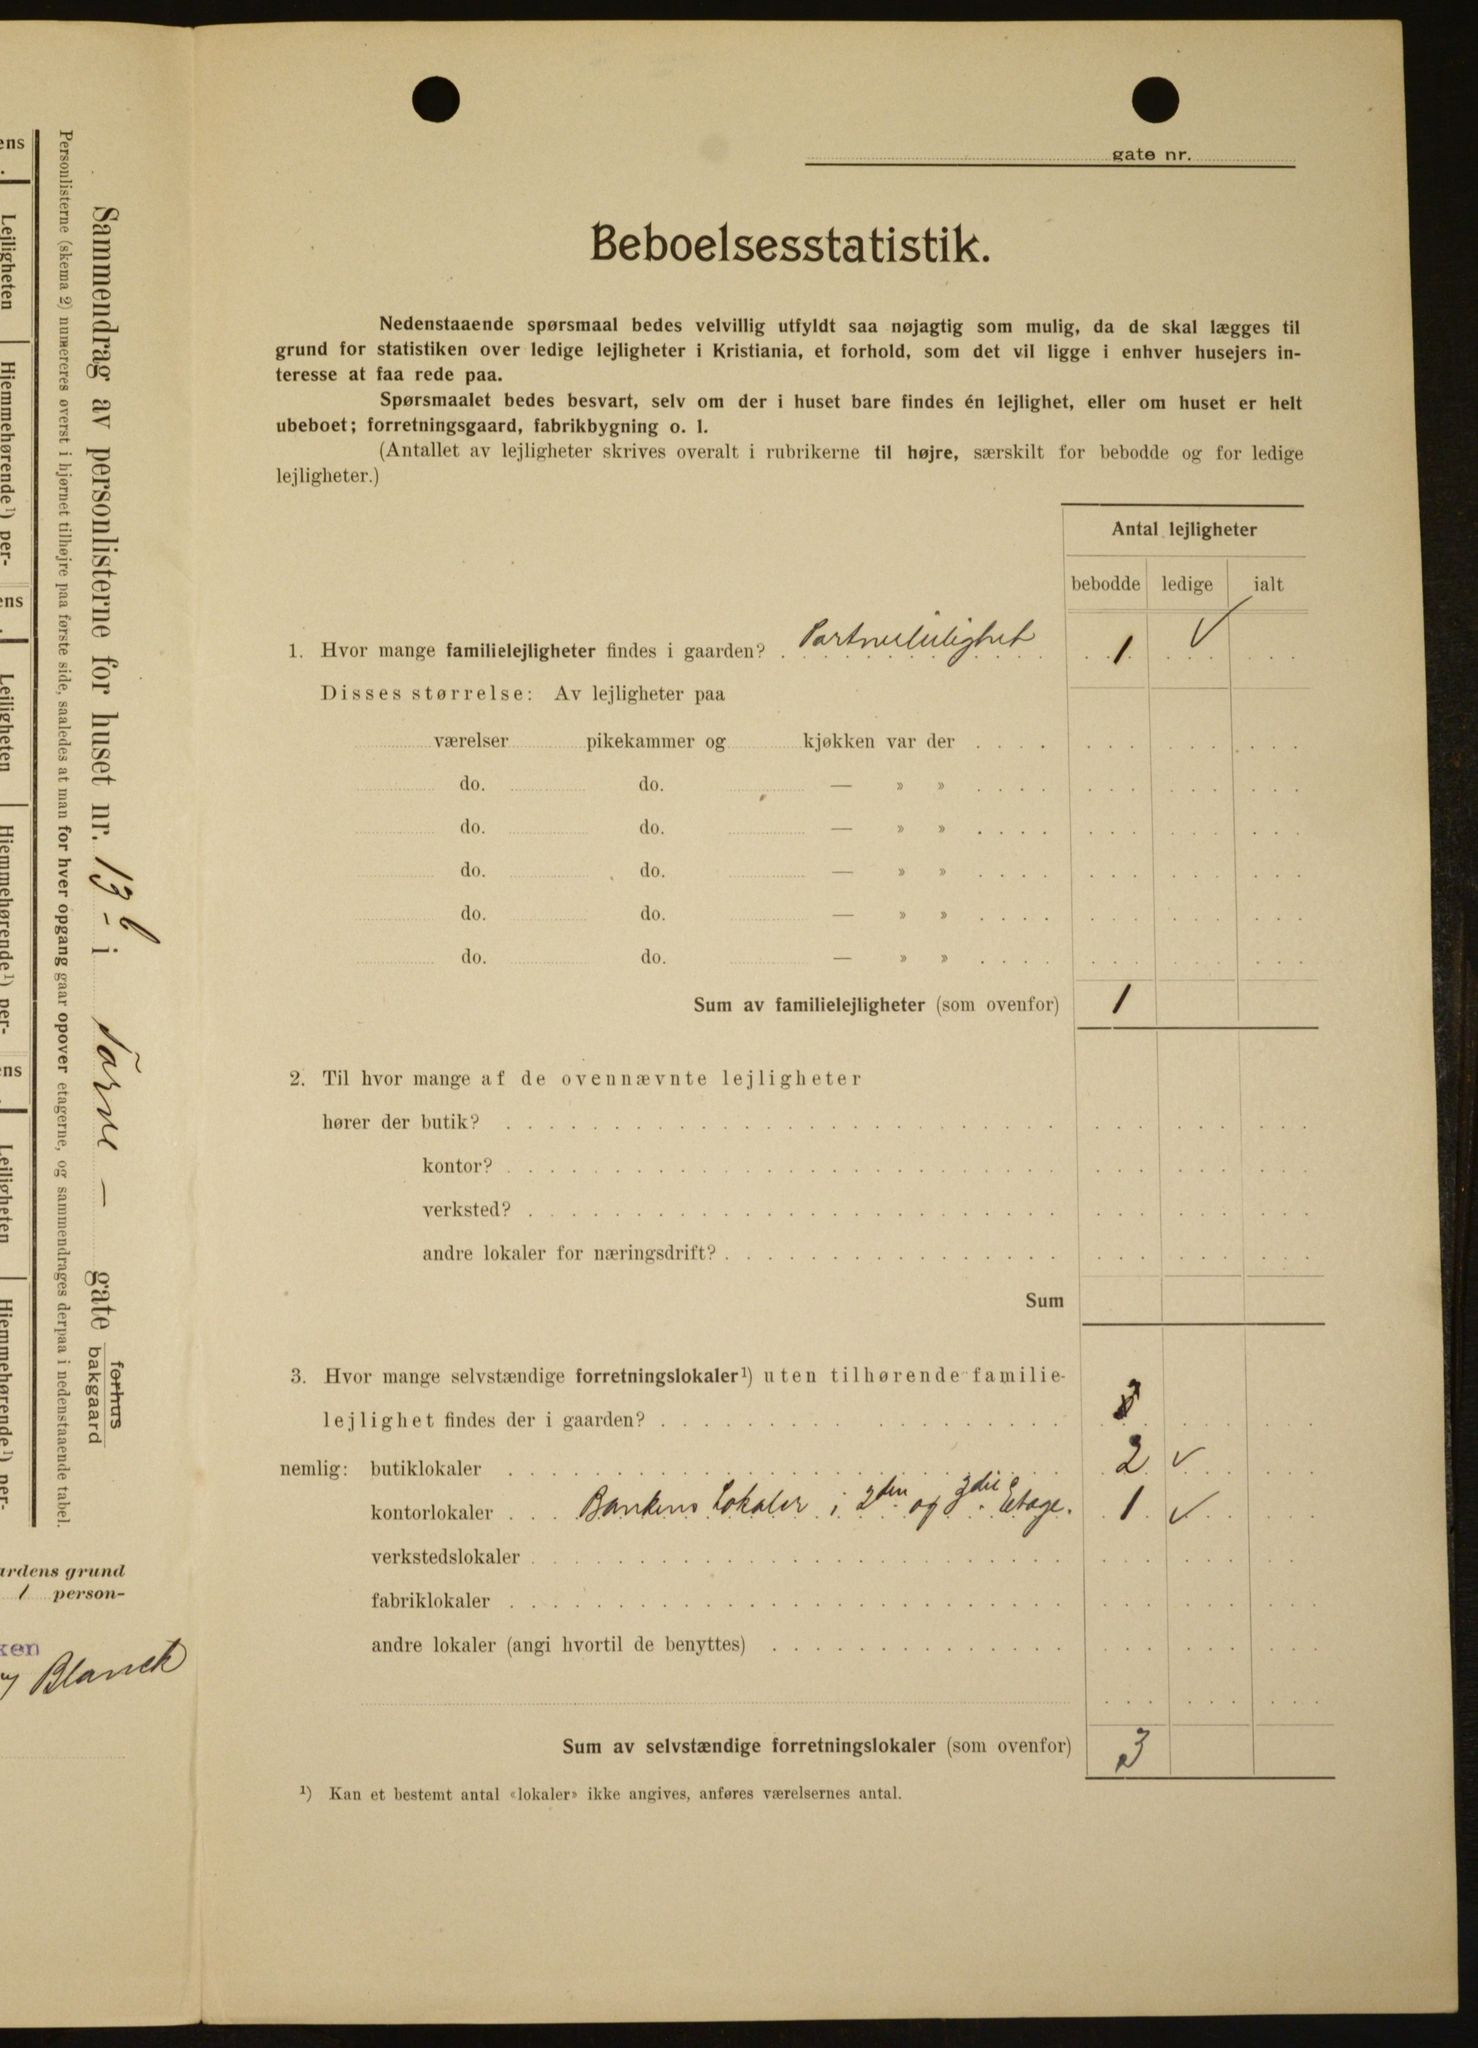 gate nr.
Beboelsesstatistik.
Nedenstaaende spørsmaal bedes velvillig utfyldt saa nøjagtig som mulig, da de skal lægges til
grund for statistiken over ledige lejligheter i Kristiania, et forhold, som det vil ligge i enhver husejers in-
teresse at faa rede paa.
Spørsmaalet bedes besvart, selv om der i huset bare findes én lejlighet, eller om huset er helt
ubeboet; forretningsgaard, fabrikbygning o. l.
(Antallet av lejligheter skrives overalt i rubrikerne til højre, særskilt for bebodde og for ledige
lejligheter.)
Antal lejligheter
bebodde ledige ialt
1. Hvor mange familielejligheter findes i gaarden? . 1 ✓
Disses størrelse: Av lejligheter paa
værelser pikekammer og kjøkken var der . . . .
do. do. — » » . . . .
do. do. — » » . . . .
do. do. — » » . . . .
do. do. — » » . . . .
do. do. — » » . . . .
Sum av familielejligheter (som ovenfor) 1
2. Til hvor mange af de ovennævnte lejligheter
hører der butik?
kontor?
verksted?
andre lokaler for næringsdrift?
Sum
3. Hvor mange selvstændige forretningslokaler¹) uten tilhørende familie-
lejlighet findes der i gaarden? 3
nemlig: butiklokaler 2 ✓
kontorlokaler Bankens Lokaler i 2den og 3die Etage. 1 ✓
verkstedslokaler
fabriklokaler
andre lokaler (angi hvortil de benyttes)
Sum av selvstændige forretningslokaler (som ovenfor) 3
¹) Kan et bestemt antal «lokaler» ikke angives, anføres værelsernes antal.
Sammendrag av personlisterne for huset nr. 13 b - i Torve — gate forhus bakgaard
Personlisterne (skema 2) numereres øverst i hjørnet tilhøjre paa første side, saaledes at man for hver opgang gaar opover etagerne, og sammendrages derpaa i nedenstaaende tabel.
ens
Lejligheten
Hjemmehørende¹) per-
ens
Lejligheten
Hjemmehørende¹) per-
ens
Lejligheten
Hjemmehørende¹) per-
ardens grund
1 person-
ken
Blanck